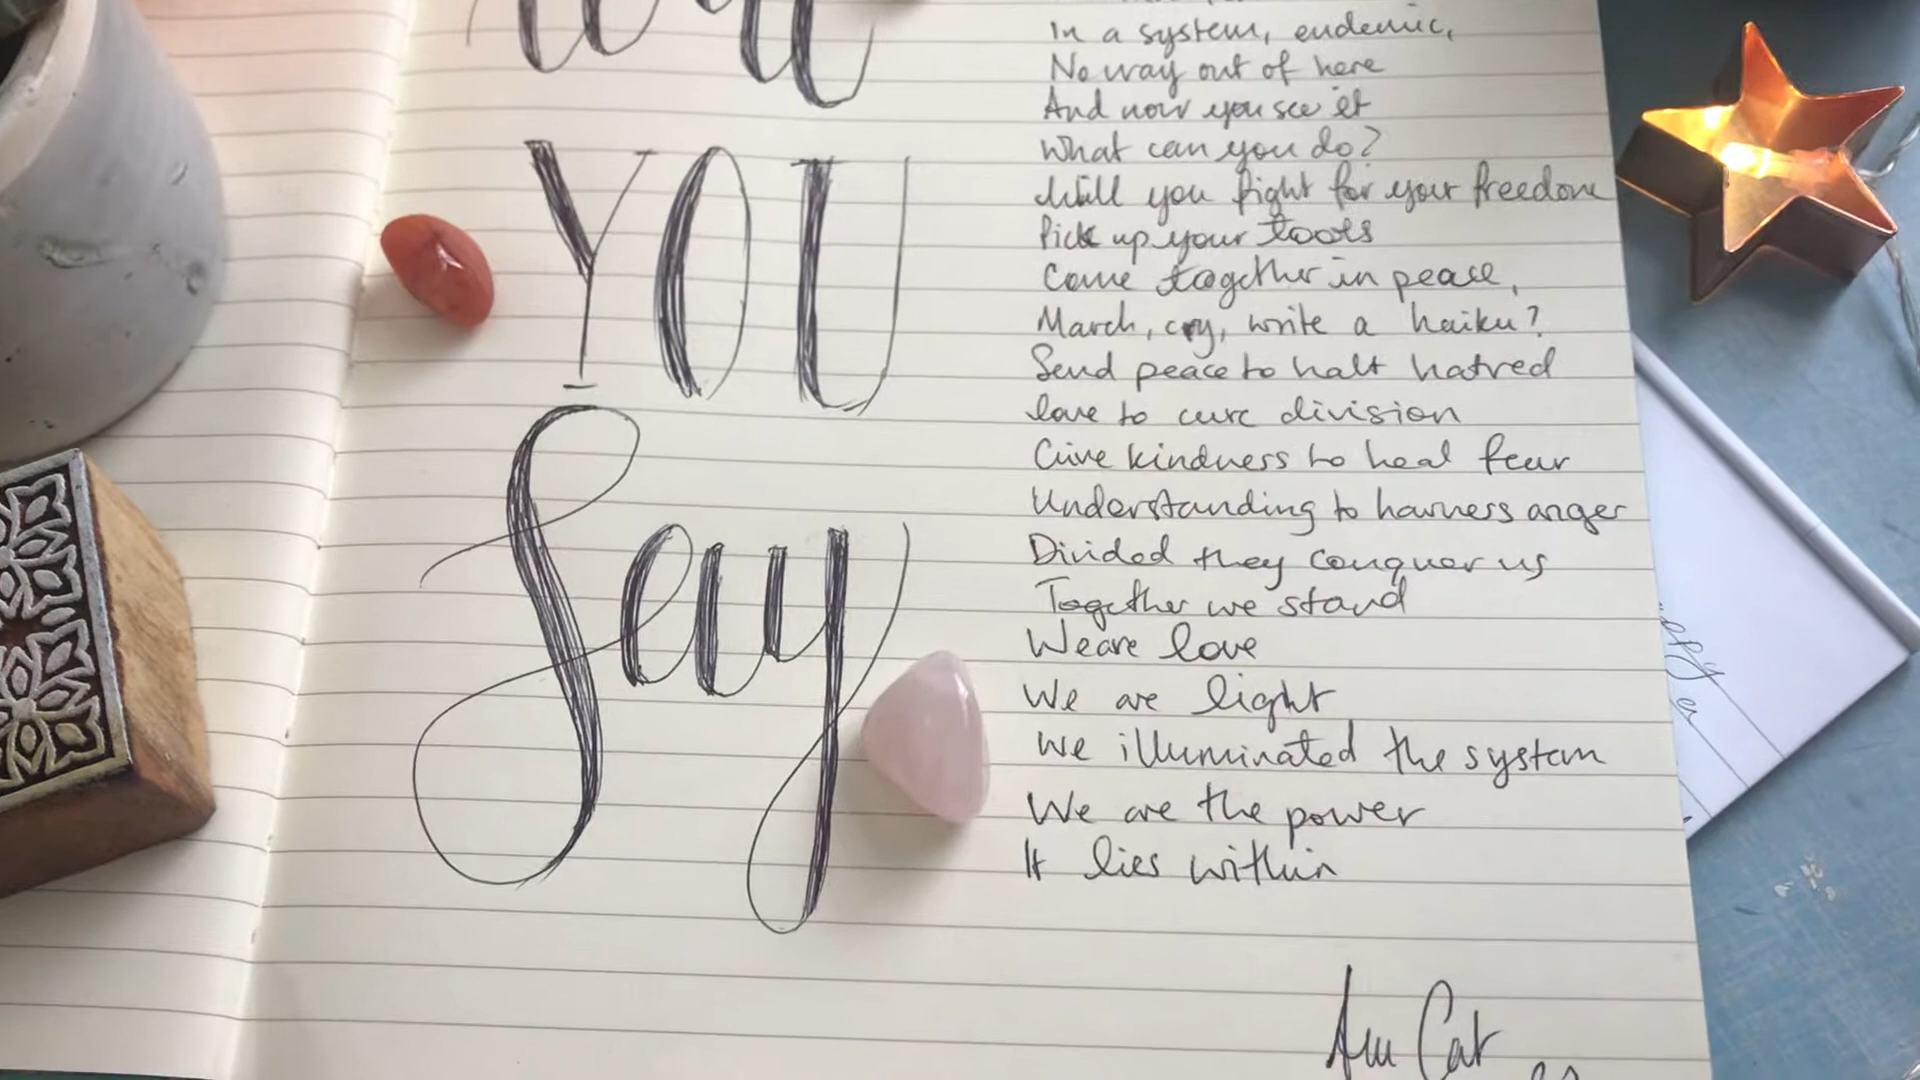 YOU
Say
In a system, endemic,
No way out of here
And now you see it
What can you do?
Will you fight for your freedom
Pick up your tools
Come together in peace,
March, cry, write a haiku?
Send peace to halt hatred
love to cure division
Give kindness to heal fear
Understanding to harness anger
Divided they conquer us
Together we stand
We are love
We are light
We illuminated the system
We are the power
It lies within
Cat